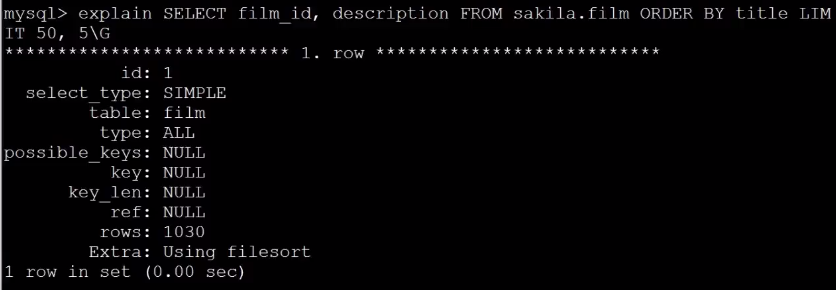 mysql> explain SELECT film_id, description FROM sakila.film ORDER BY title LIM
IT 50, 5\G
*************************** 1. row ***************************
id: 1
select_type: SIMPLE
table: film
type: ALL
possible_keys: NULL
key: NULL
key_len: NULL
ref: NULL
rows: 1030
Extra: Using filesort
1 row in set (0.00 sec)